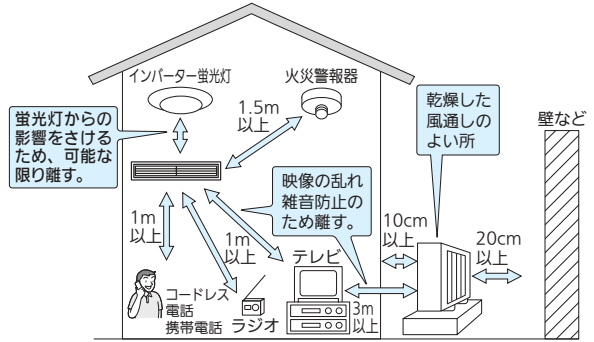 インバーター蛍光灯
火災警報器
蛍光灯からの
影響をさける
ため、可能な
限り離す。
1.5m
以上
乾燥した
風通しの
よい所
壁など
映像の乱れ
雑音防止の
ため離す。
1m
以上
1m
以上
10cm
以上
20cm
以上
テレビ
コードレス
電話
携帯電話
ラジオ
3m
以上